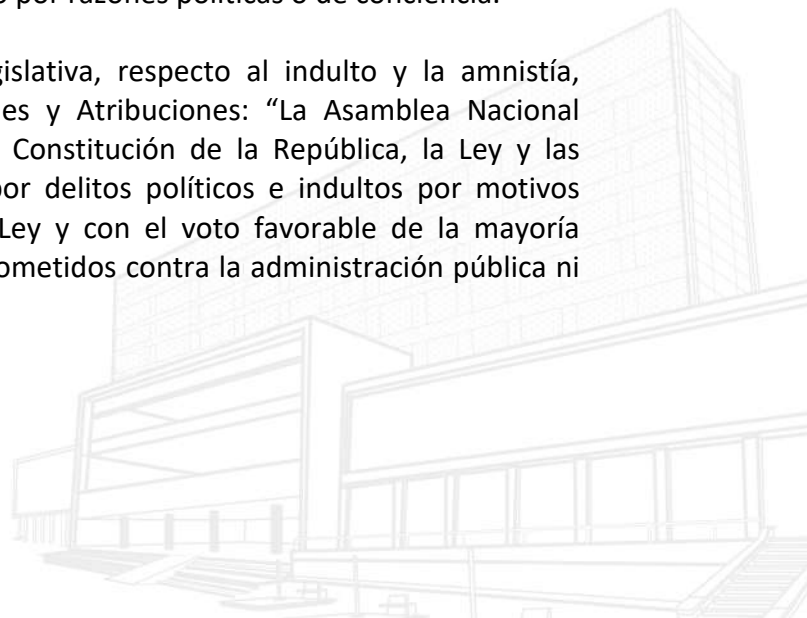 por razones políticas o de conciencia.
gislativa, respecto al indulto y la amnistía,
es y Atribuciones: “La Asamblea Nacional
Constitución de la República, la Ley y las
por delitos políticos e indultos por motivos
Ley y con el voto favorable de la mayoría
ometidos contra la administración pública ni